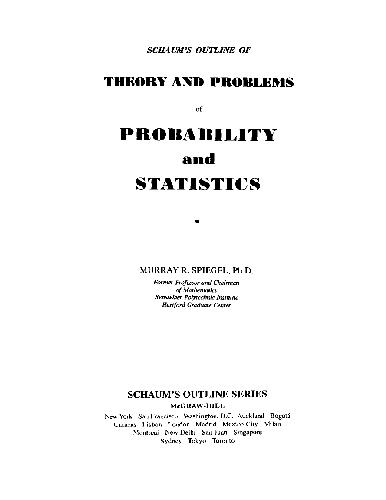 SCHAUM'S OUTLINE OF
THEORY AND PROBLEMS
of
PROBABILITY
and
STATISTICS
MURRAY R. SPIEGEL, Ph.D.
Former Professor and Chairman
of Mathematics
Rensselaer Polytechnic Institute
Hartford Graduate Center
SCHAUM'S OUTLINE SERIES
McGRAW-HILL
New York San Francisco Washington, D.C. Auckland Bogotá
Caracas Lisbon London Madrid Mexico City Milan
Montreal New Delhi San Juan Singapore
Sydney Tokyo Toronto